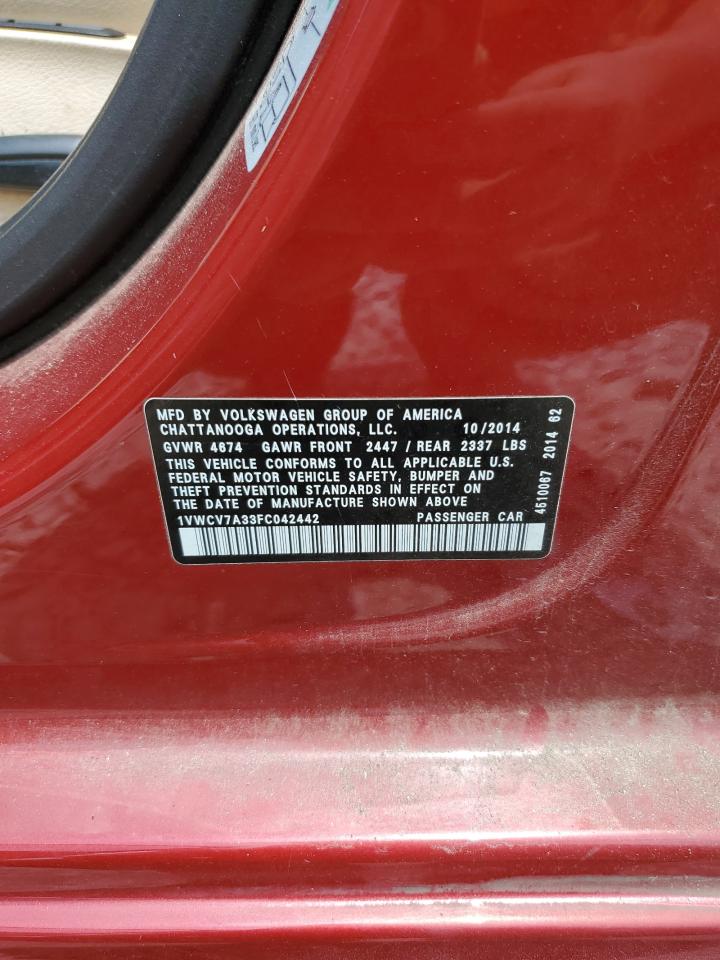 MFD BY VOLKSWAGEN GROUP OF AMERICA
CHATTANOOGA OPERATIONS, LLC. 10/2014
GVWR 4674 GAWR FRONT 2447 / REAR 2337 LBS
THIS VEHICLE CONFORMS TO ALL APPLICABLE U.S.
FEDERAL MOTOR VEHICLE SAFETY, BUMPER AND
THEFT PREVENTION STANDARDS IN EFFECT ON
THE DATE OF MANUFACTURE SHOWN ABOVE
1VWCV7A33FC042442 PASSENGER CAR
4510067 2014 62